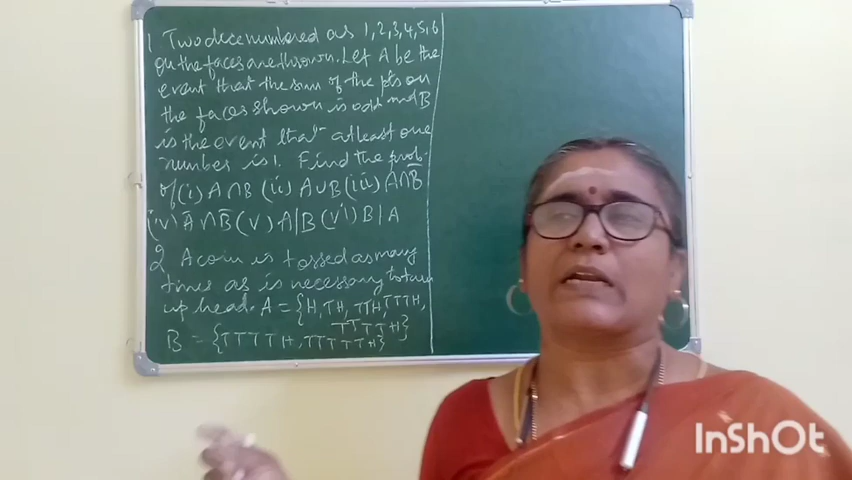 1 Two dice numbered as 1,2,3,4,5,6
on the faces are thrown. Let A be the
event that the sum of the pts on
the faces shown is odd and B
is the event that at least one
number is 1. Find the prob.
of (i) A∩B (ii) A∪B (iii) A∩B̅
(iv) A̅∩B̅ (v) A|B (vi) B|A
2 A coin is tossed as many
times as is necessary to turn
up head. A = {H, TH, TTH, TTTH,
TTTTH}
B = {TTTTH, TTTTTH}
InShOt